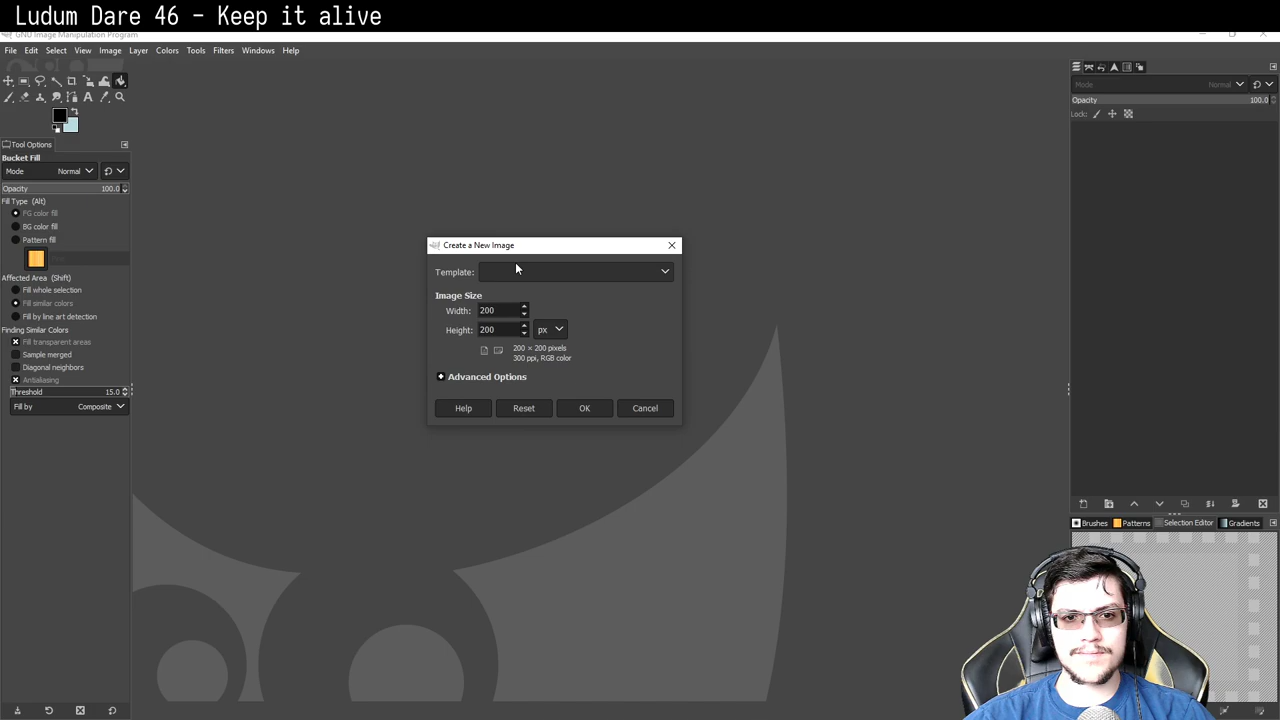 Ludum Dare 46 - Keep it alive
GNU Image Manipulation Program
File Edit Select View Image Layer Colors Tools Filters Windows Help
Mode Normal
Opacity 100.0
Lock:
Tool Options
Bucket Fill
Mode Normal
Opacity 100.0
Fill Type (Alt)
FG color fill
BG color fill
Pattern fill
Affected Area (Shift)
Fill whole selection
Fill similar colors
Fill by line art detection
Finding Similar Colors
Fill transparent areas
Sample merged
Diagonal neighbors
Antialiasing
Threshold 15.0
Fill by Composite
Create a New Image
Template:
Image Size
Width: 200
Height: 200 px
200 × 200 pixels
300 ppi, RGB color
Advanced Options
Help Reset OK Cancel
Brushes Patterns Selection Editor Gradients